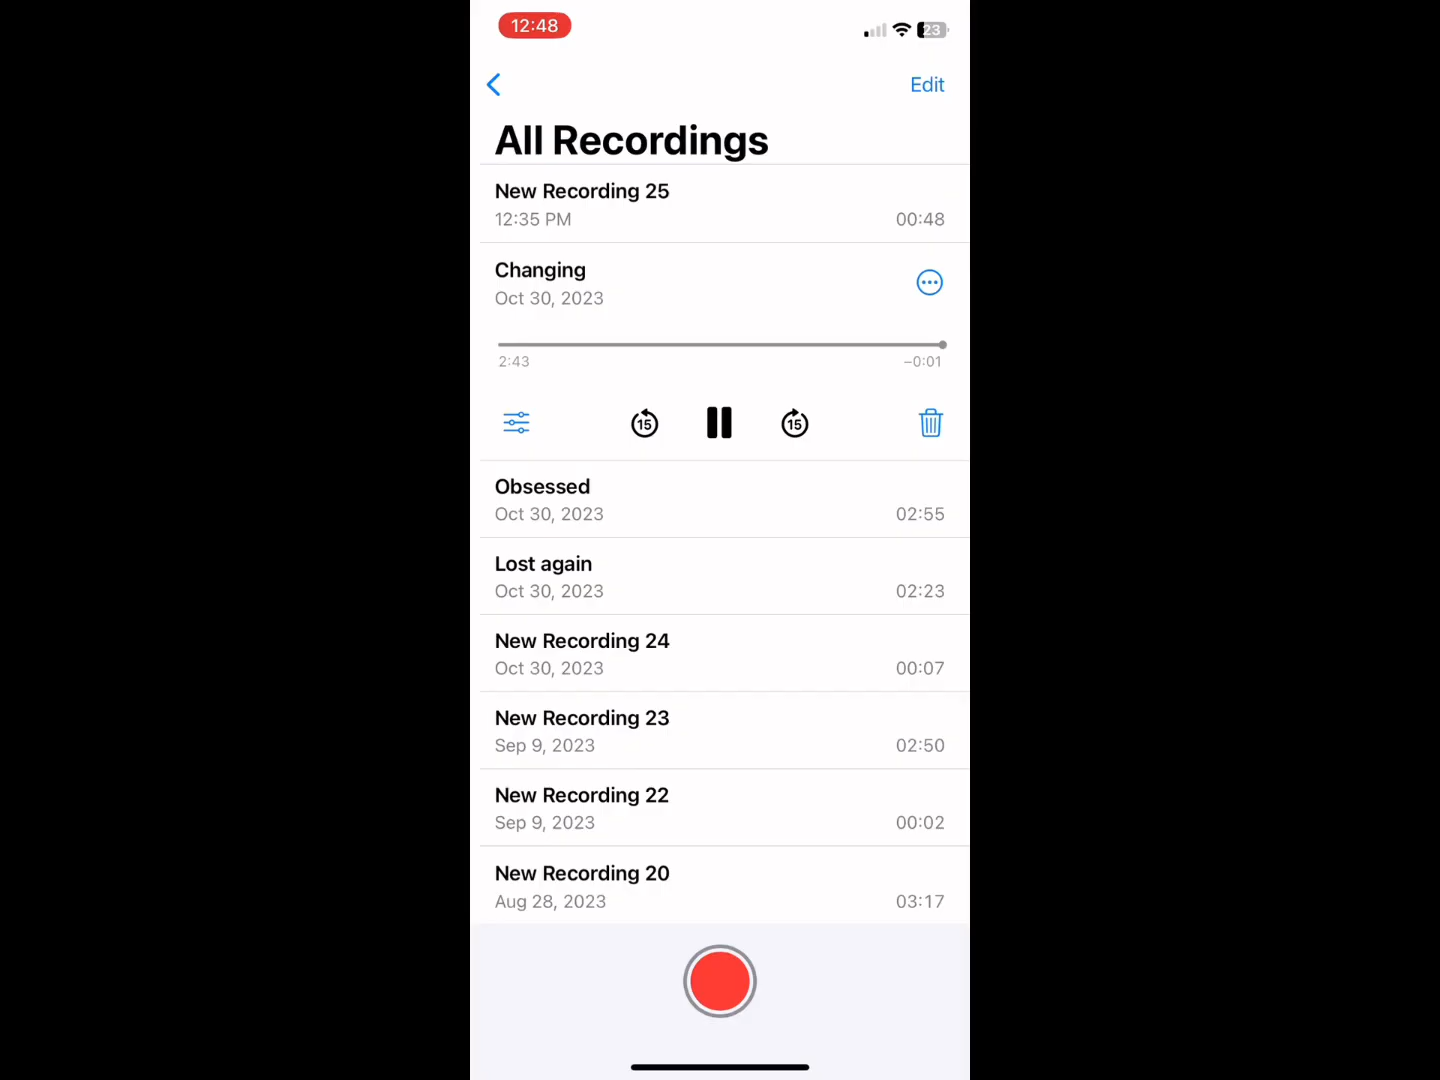 12:48
23
Edit
All Recordings
New Recording 25
12:35 PM
00:48
Changing
Oct 30, 2023
2:43
−0:01
15
15
Obsessed
Oct 30, 2023
02:55
Lost again
Oct 30, 2023
02:23
New Recording 24
Oct 30, 2023
00:07
New Recording 23
Sep 9, 2023
02:50
New Recording 22
Sep 9, 2023
00:02
New Recording 20
Aug 28, 2023
03:17